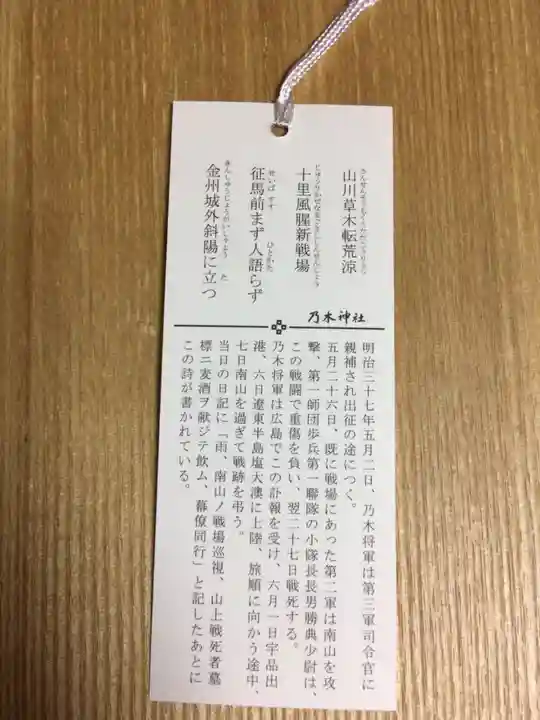 山川草木転荒涼
十里風腥新戦場
征馬前まず人語らず
金州城外斜陽に立つ
乃木神社
明治三十七年五月二日、乃木将軍は第三軍司令官に
親補され出征の途につく。
五月二十六日、既に戦場にあった第二軍は南山を攻
撃、第一師団歩兵第一聯隊の小隊長長男勝典少尉は、
この戦闘で重傷を負い、翌二十七日戦死する。
乃木将軍は広島でこの訃報を受け、六月一日宇品出
港、六日遼東半島塩大澳に上陸、旅順に向かう途中、
七日南山を過ぎて戦跡を弔う。
当日の日記に「雨、南山ノ戦場巡視、山上戦死者墓
標ニ麦酒ヲ献ジテ飲ム、幕僚同行」と記したあとに
この詩が書かれている。